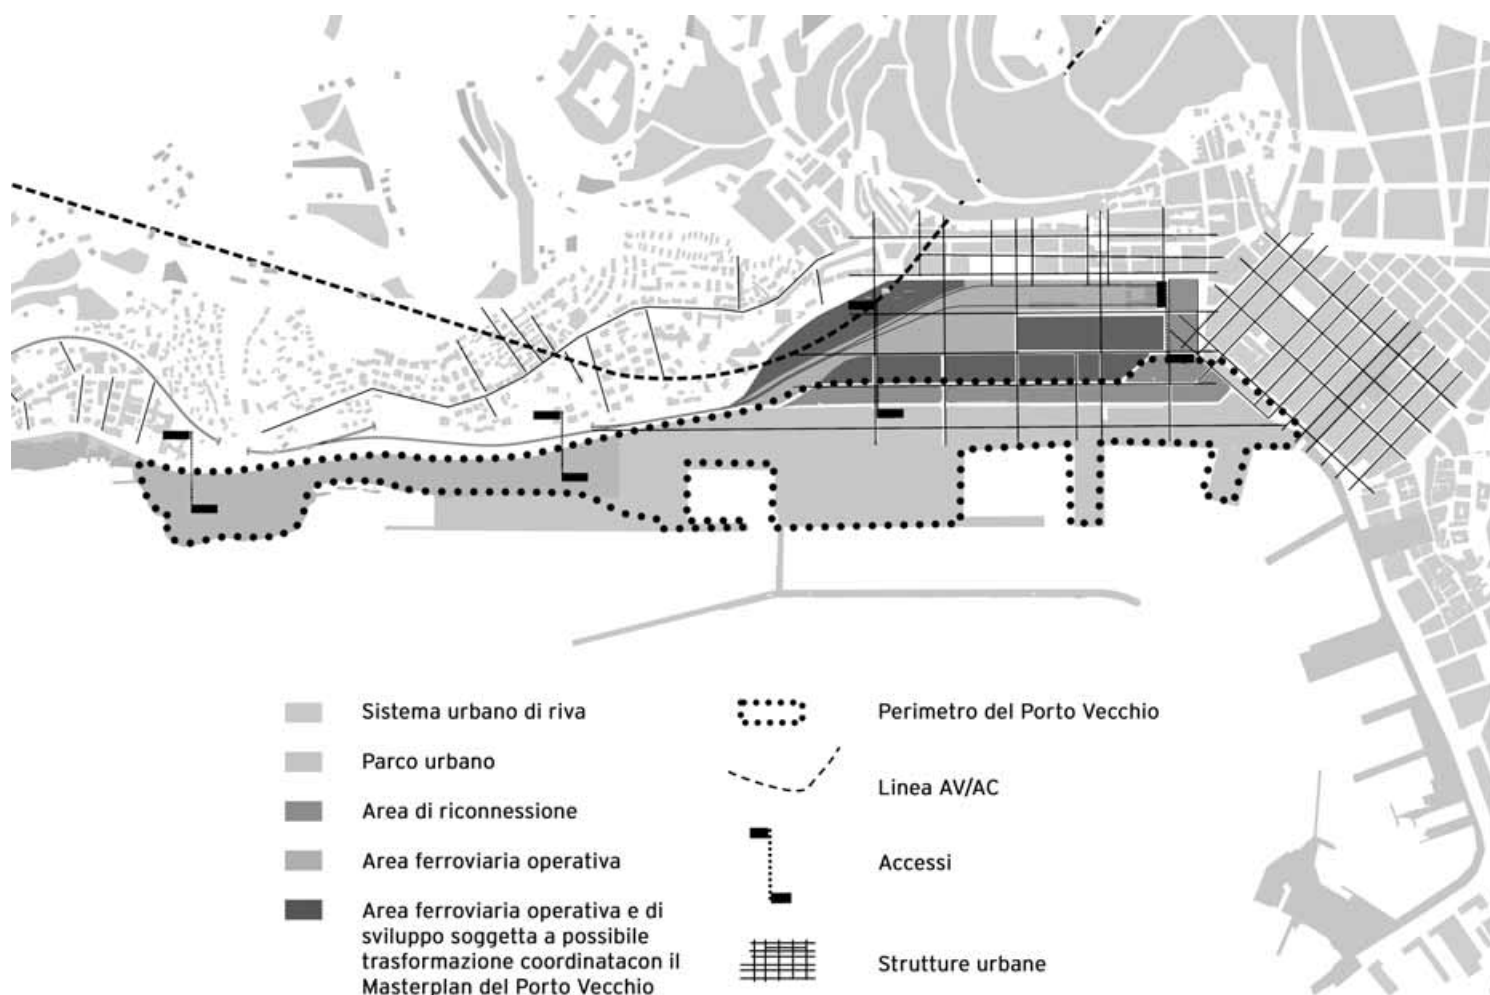 Sistema urbano di riva
Parco urbano
Area di riconnessione
Area ferroviaria operativa
Area ferroviaria operativa e di
sviluppo soggetta a possibile
trasformazione coordinatacon il
Masterplan del Porto Vecchio
Perimetro del Porto Vecchio
Linea AV/AC
Accessi
Strutture urbane